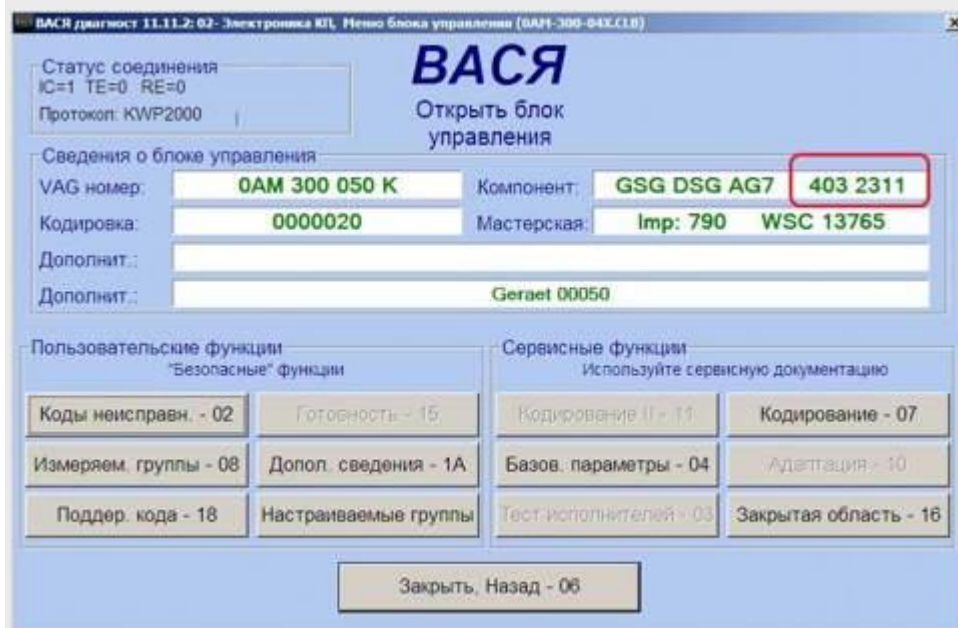 ВАСЯ диагност 11.11.2: 02- Электроника КП, Меню блока управления (0AM-300-04X.CLB)
Статус соединения
IC=1 TE=0 RE=0
Протокол: KWP2000
ВАСЯ
Открыть блок
управления
Сведения о блоке управления
VAG номер: 0AM 300 050 K Компонент: GSG DSG AG7 403 2311
Кодировка: 0000020 Мастерская: Imp: 790 WSC 13765
Дополнит.:
Дополнит.: Geraet 00050
Пользовательские функции Сервисные функции
"Безопасные" функции Используйте сервисную документацию
Коды неисправн. - 02 Готовность - 15 Кодирование II - 11 Кодирование - 07
Измеряем. группы - 08 Допол. сведения - 1A Базов. параметры - 04 Адаптация - 10
Поддер. кода - 18 Настраиваемые группы Тест исполнителей - 03 Закрытая область - 16
Закрыть, Назад - 06